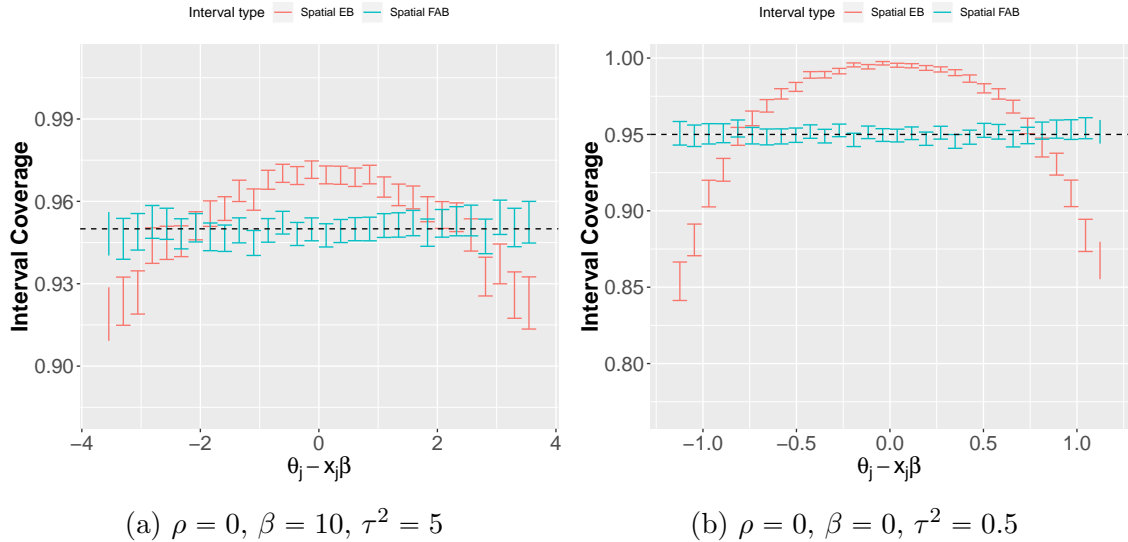 Interval type Spatial EB Spatial FAB
Interval Coverage
0.99
0.96
0.93
0.90
−4 −2 0 2 4
θj − xjβ
(a) ρ = 0, β = 10, τ² = 5
Interval type Spatial EB Spatial FAB
Interval Coverage
1.00
0.95
0.90
0.85
0.80
−1.0 −0.5 0.0 0.5 1.0
θj − xjβ
(b) ρ = 0, β = 0, τ² = 0.5